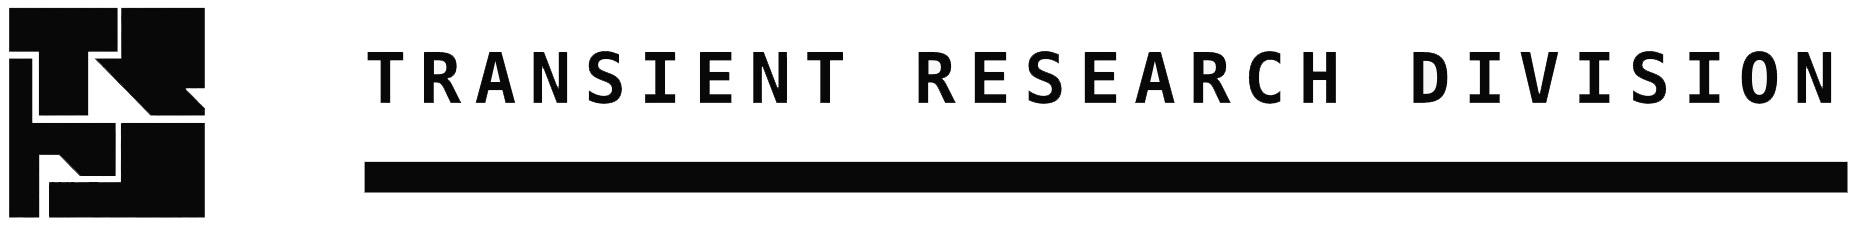 TRANSIENT RESEARCH DIVISION